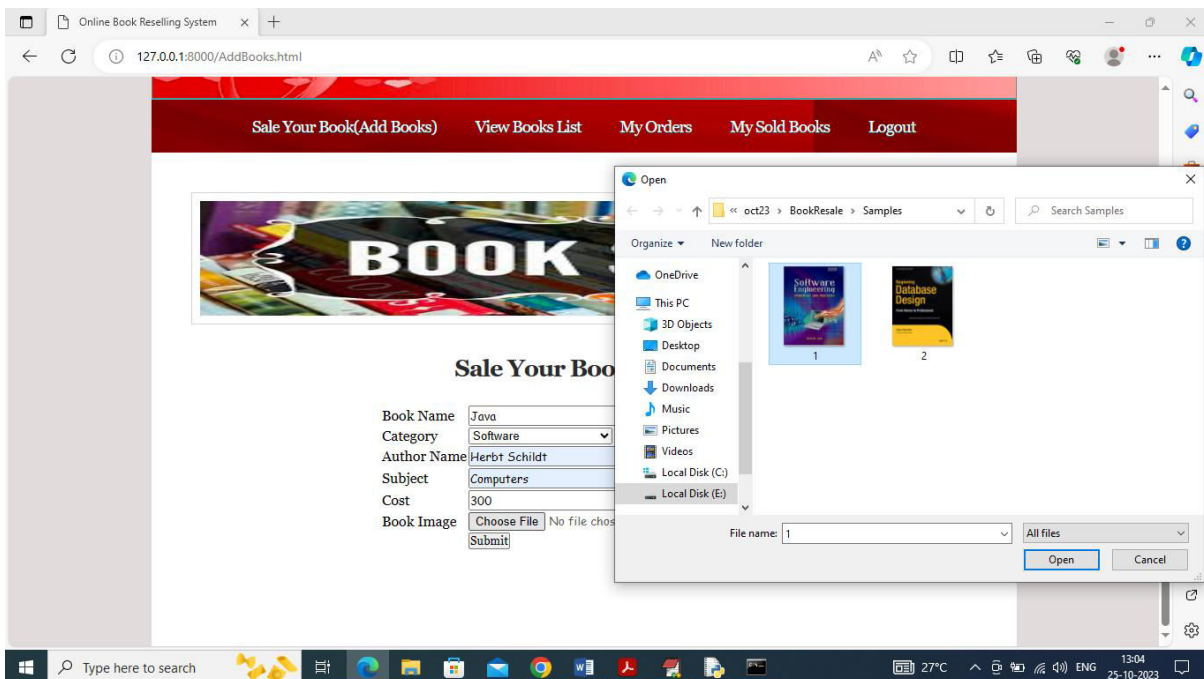 Online Book Reselling System
127.0.0.1:8000/AddBooks.html
Sale Your Book(Add Books) View Books List My Orders My Sold Books Logout
BOOK
Sale Your Boo
Book Name Java
Category Software
Author Name Herbt Schildt
Subject Computers
Cost 300
Book Image Choose File No file chos
Submit
Open
« oct23 › BookResale › Samples
Search Samples
Organize New folder
OneDrive
This PC
3D Objects
Desktop
Documents
Downloads
Music
Pictures
Videos
Local Disk (C:)
Local Disk (E:)
Software
Engineering
1
Beginning
Database
Design
2
File name: 1 All files
Open Cancel
Type here to search
27°C ENG 13:04
25-10-2023